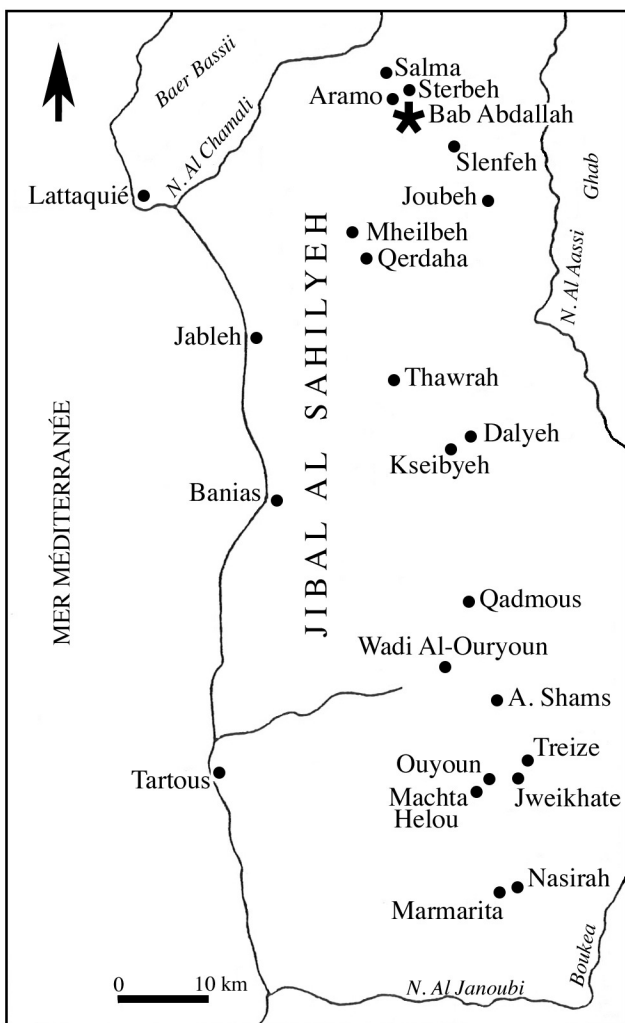 Baer Bassii
Salma
Sterbeh
Aramo
Bab Abdallah
N. Al Chamali
Slenfeh
Ghab
Lattaquié
Joubeh
Mheilbeh
Qerdaha
N. Al Aassi
JIBAL AL SAHILYEH
Jableh
Thawrah
MER MÉDITERRANÉE
Dalyeh
Kseibyeh
Banias
Qadmous
Wadi Al-Ouryoun
A. Shams
Treize
Ouyoun
Tartous
Jweikhate
Machta
Helou
Nasirah
Marmarita
Boukea
N. Al Janoubi
0 10 km